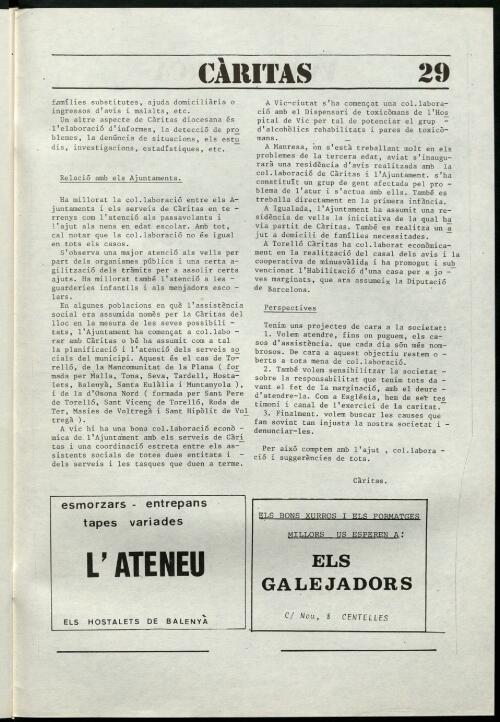 CÀRITAS 29
famílies substitutes, ajuda domiciliària o
ingressos d'avis i malalts, etc.
Un altre aspecte de Càritas diocesana és
l'elaboració d'informes, la detecció de pro
blemes, la denúncia de situacions, els estu
dis, investigacions, estadístiques, etc.
Relació amb els Ajuntaments.
Ha millorat la col.laboració entre els A-
juntaments i els serveis de Càritas en te -
rrenys com l'atenció als passavolants i
l'ajut als nens en edat escolar. Amb tot,
cal notar que la col.laboració no és igual
en tots els casos.
S'observa una major atenció als vells per
part dels organismes públics i una certa a-
gilització dels tràmits per a assolir certs
ajuts. Ha millorat també l'atenció a les -
guarderies infantils i als menjadors esco -
lars.
En algunes poblacions en què l'assistència
social era assumida només per la Càritas del
lloc en la mesura de les seves possibili -
tats, l'Ajuntament ha començat a col.labo -
rar amb Càritas o bé ha assumit com a tal
la planificació i l'atenció dels serveis so
cials del municipi. Aquest és el cas de To-
relló, de la Mancomunitat de la Plana ( for
mada per Malla, Tona, Seva, Tardell, Hosta-
lets, Balenyà, Santa Eulàlia i Muntanyola ),
i de la d'Osona Nord ( formada per Sant Pere
de Torelló, Sant Vicenç de Torelló, Roda de
Ter, Masies de Voltregà i Sant Hipòlit de Vol
tregà ).
A Vic hi ha una bona col.laboració econò -
mica de l'Ajuntament amb els serveis de Càri
tas i una coordinació estreta entre els as-
sistents socials de totes dues entitats i -
dels serveis i les tasques que duen a terme.
A Vic-ciutat s'ha començat una col.labora-
ció amb el Dispensari de toxicòmans de l'Hos
pital de Vic per tal de potenciar el grup -
d'alcohòlics rehabilitats i pares de toxicò-
mans.
A Manresa, on s'està treballant molt en els
problemes de la tercera edat, aviat s'inaugu-
rarà una residència d'avis realitzada amb la
col.laboració de Càritas i l'Ajuntament. s'ha
constituït un grup de gent afectada pel pro -
blema de l'atur i s'actua amb ells. També es
treballa directament en la primera infància.
A Igualada, l'Ajuntament ha assumit una re-
sidència de vells la iniciativa de la qual ha
via partit de Càritas. També es realitza un a
jut a domicili de famílies necessitades.
A Torelló Càritas ha col.laborat econòmica-
ment en la realització del casal dels avis i la
cooperativa de minusvàlids i ha promogut i sub
vencionat l'Habilitació d'una casa per a jo -
ves marginats, que ara assumeix la Diputació
de Barcelona.
Perspectives
Tenim uns projectes de cara a la societat:
1. Volem atendre, fins on puguem, els ca-
sos d'assistència. que cada dia són més nom-
brosos. De cara a aquest objectiu restem o -
berts a tota mena de col.laboració.
2. També volem sensibilitzar la societat -
sobre la responsabilitat que tenim tots da-
vant el fet de la marginació, amb el deure -
d'atendre-la. Com a Església, hem de ser tes
timoni i canal de l'exercici de la caritat.
3. Finalment. volem buscar les causes que
fan sovint tan injusta la nostra societat i -
denunciar-les.
Per això comptem amb l'ajut , col.labora -
ció i suggerències de tots.
Càritas.
esmorzars - entrepans
tapes variades
L'ATENEU
ELS HOSTALETS DE BALENYÀ
ELS BONS XURROS I ELS FORMATGES
MILLORS US ESPEREN A:
ELS
GALEJADORS
C/ Nou, 8 CENTELLES